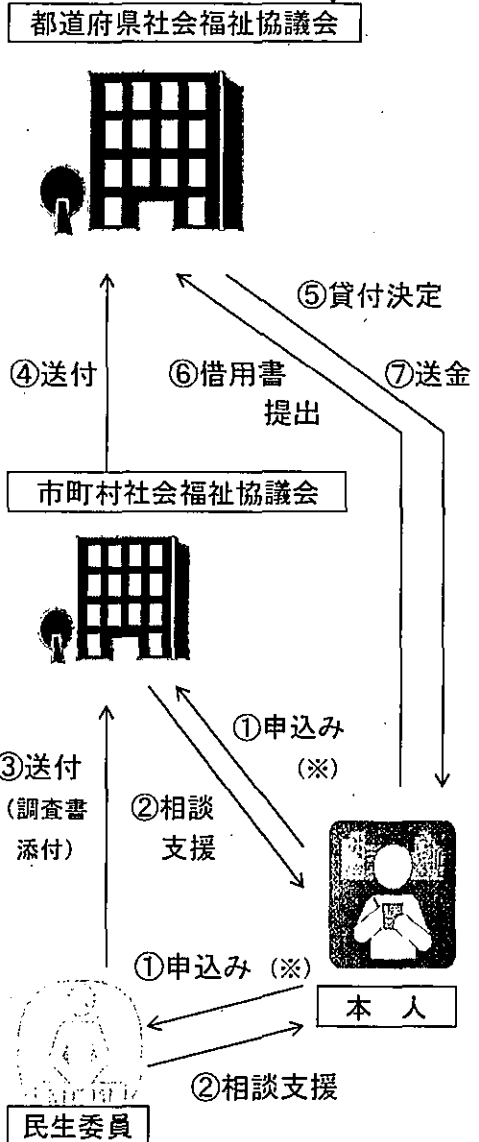 都道府県社会福祉協議会
⑤貸付決定
④送付
⑥借用書
提出
⑦送金
市町村社会福祉協議会
①申込み
(※)
③送付
(調査書
添付)
②相談
支援
①申込み (※)
本 人
②相談支援
民生委員